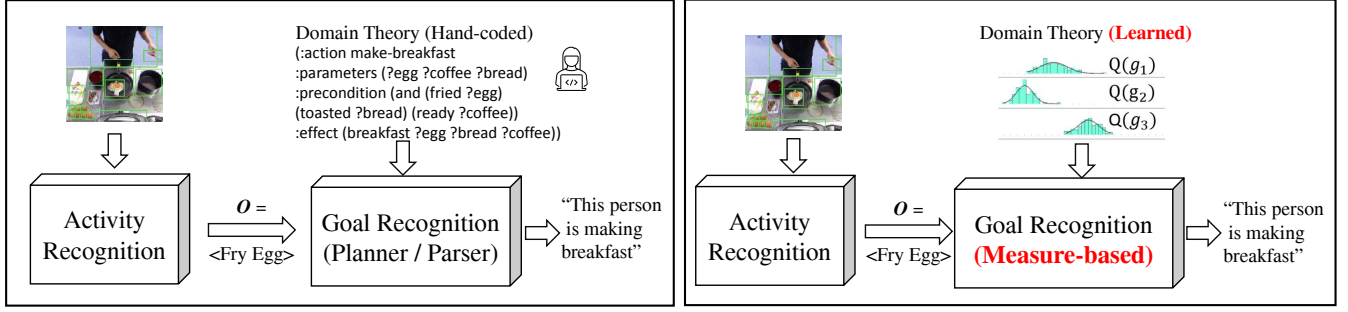 Domain Theory (Hand-coded)
(:action make-breakfast
:parameters (?egg ?coffee ?bread)
:precondition (and (fried ?egg)
(toasted ?bread) (ready ?coffee))
:effect (breakfast ?egg ?bread ?coffee))
</>
Activity
Recognition
O =
<Fry Egg>
Goal Recognition
(Planner / Parser)
“This person
is making
breakfast”
Domain Theory (Learned)
Q(g₁)
Q(g₂)
Q(g₃)
Activity
Recognition
O =
<Fry Egg>
Goal Recognition
(Measure-based)
“This person
is making
breakfast”